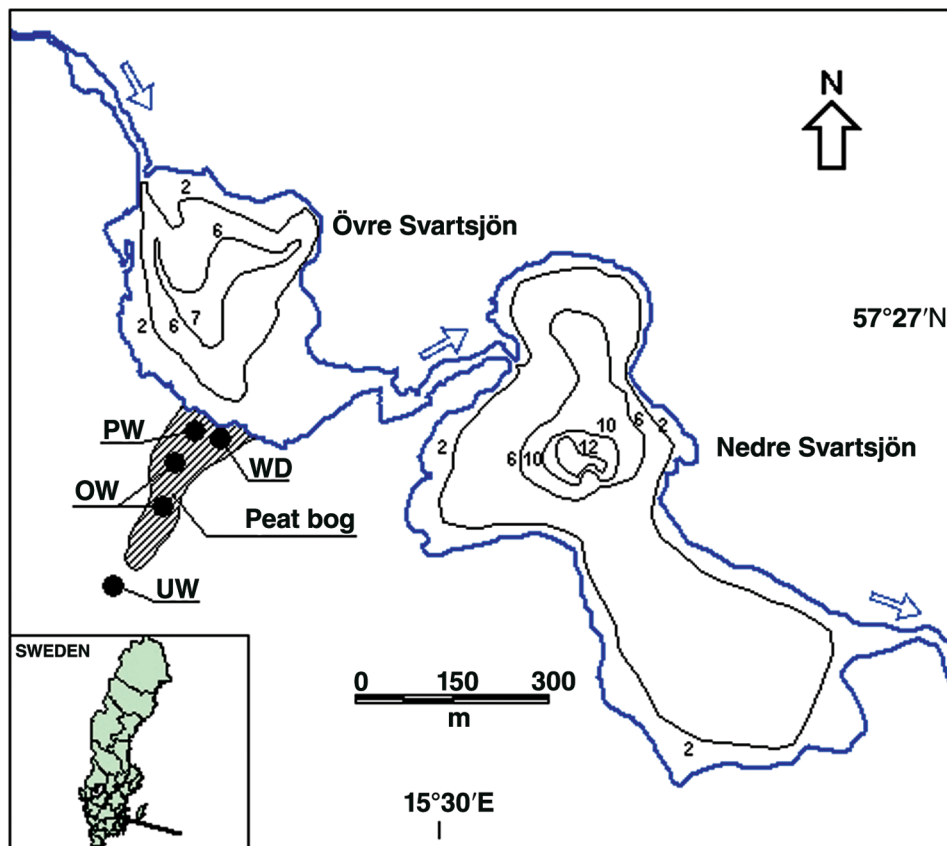 N
2
Övre Svartsjön
6
57°27'N
2
6
7
PW
WD
OW
Peat bog
UW
10
6
2
2
12
6
10
Nedre Svartsjön
SWEDEN
0 150 300
m
2
15°30'E